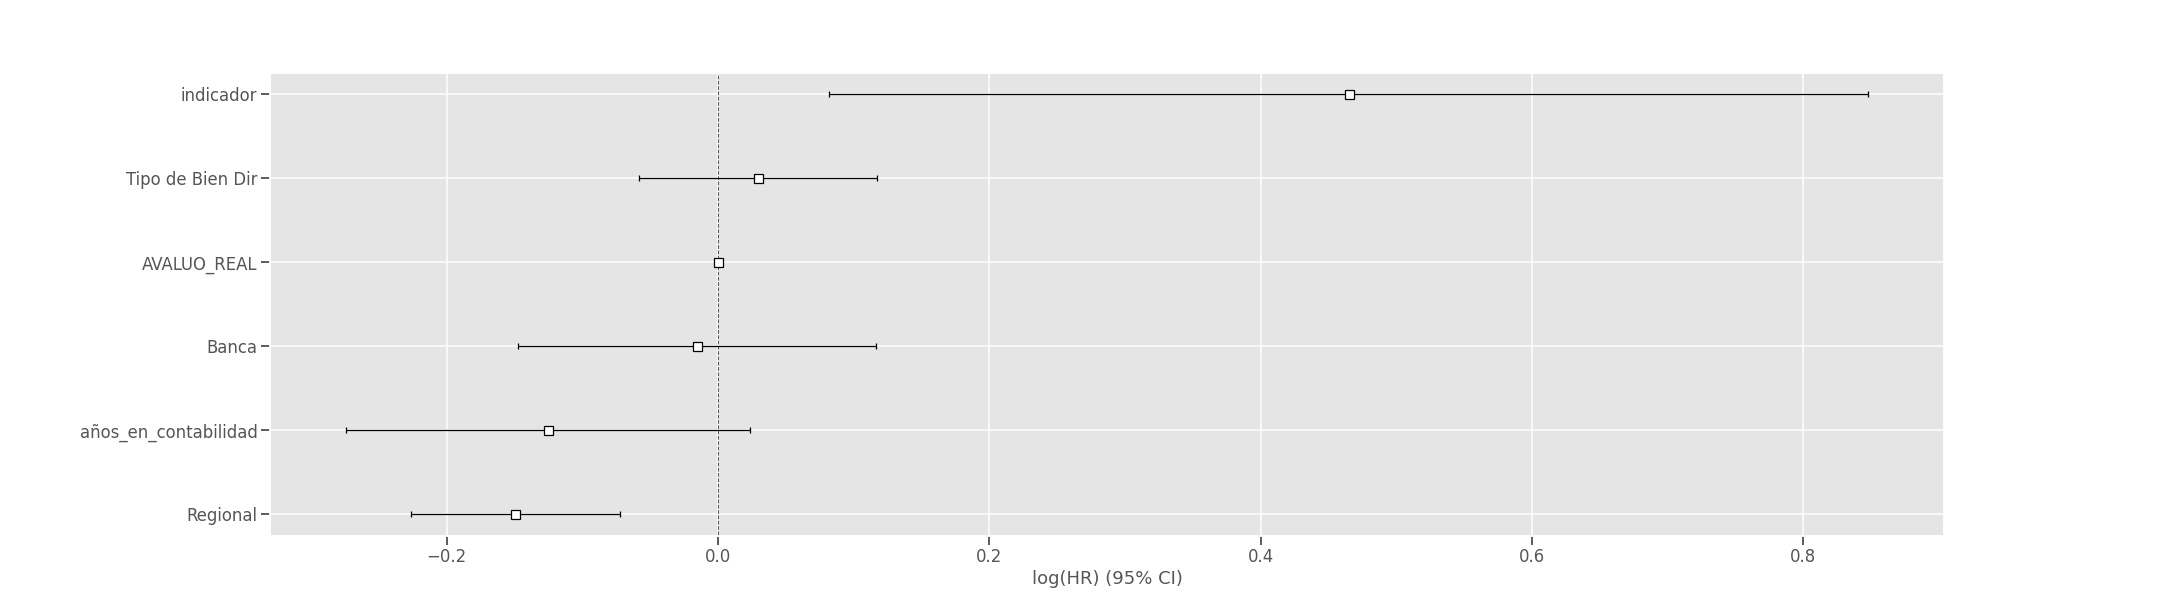 indicador
Tipo de Bien Dir
AVALUO_REAL
Banca
años_en_contabilidad
Regional
−0.2 0.0 0.2 0.4 0.6 0.8
log(HR) (95% CI)